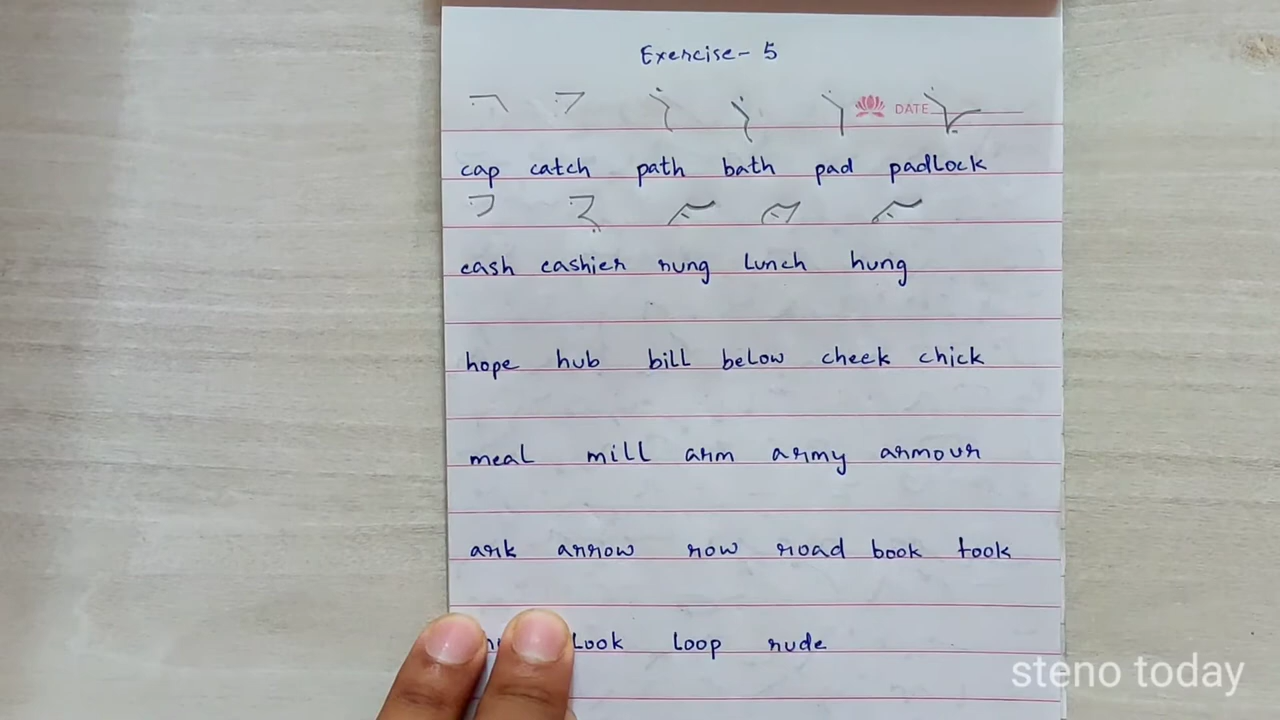 Exercise - 5
DATE
cap catch path bath pad padlock
cash cashier rung lunch hung
hope hub bill below cheek chick
meal mill arm army armour
ark arrow row road book took
Look Loop rude
steno today